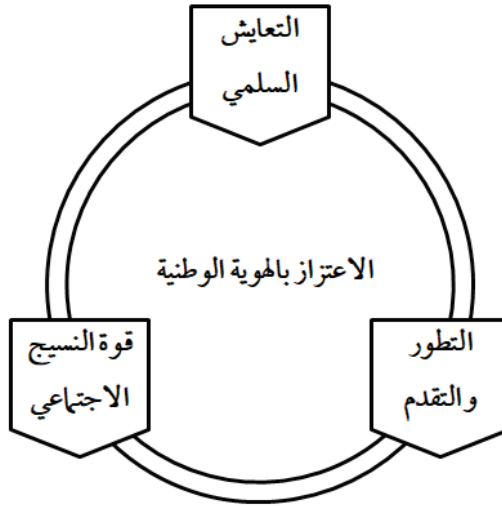 التعايش
السلمي
الاعتزاز بالهوية الوطنية
التطور
والتقدم
قوة النسيج
الاجتماعي